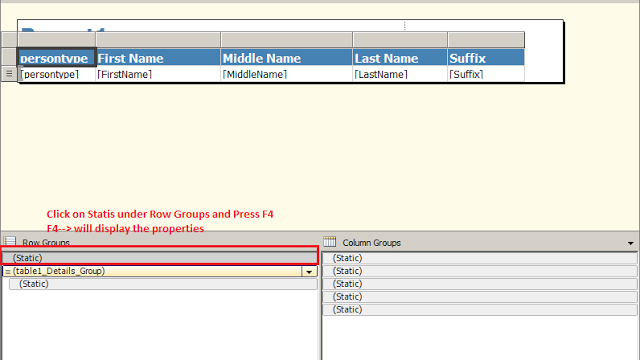 persontype First Name Middle Name Last Name Suffix
[persontype] [FirstName] [MiddleName] [LastName] [Suffix]
Click on Statis under Row Groups and Press F4
F4--> will display the properties
Row Groups Column Groups
(Static) (Static)
(table1_Details_Group) (Static)
(Static) (Static)
(Static)
(Static)